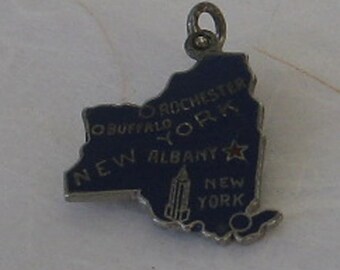 ROCHESTER
BUFFALO
NEW YORK
ALBANY
NEW
YORK